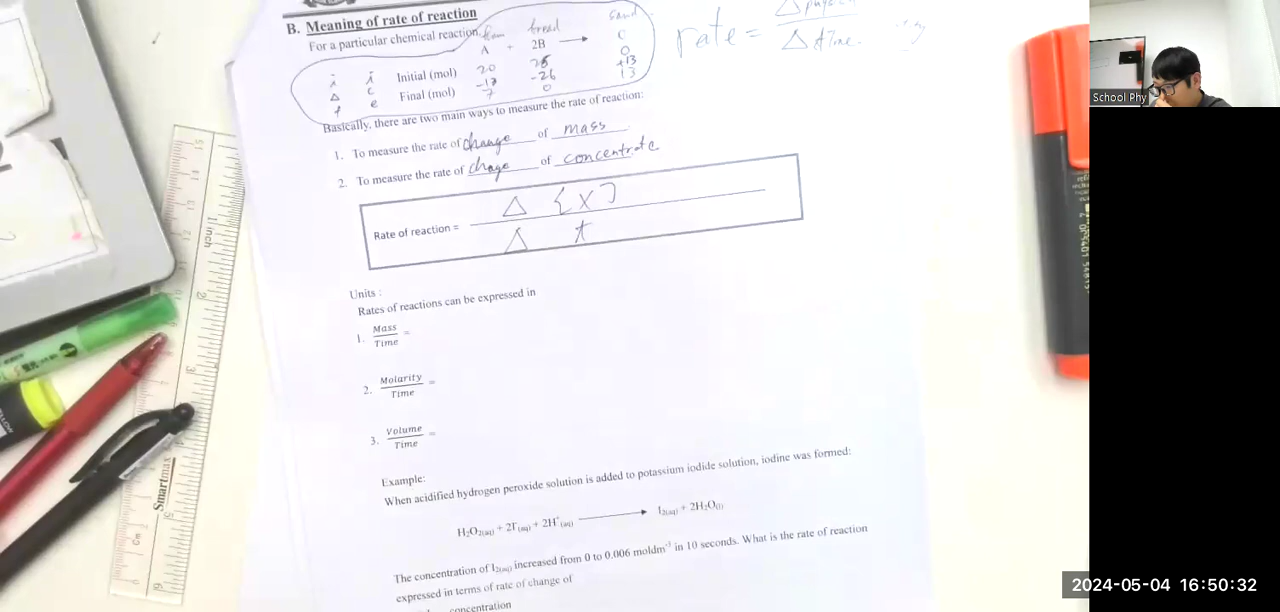 B. Meaning of rate of reaction
For a particular chemical reaction,
bread
A + 2B →
Initial (mol) 20 26 0
-13 -26 +13
Final (mol) 7 0 13
rate =
Δ time.
Basically, there are two main ways to measure the rate of reaction:
1. To measure the rate of change of mass
2. To measure the rate of chage of concentrate
Δ [X]
Rate of reaction =
Δ t
Units :
Rates of reactions can be expressed in
1. Mass
Time =
2. Molarity
Time =
3. Volume
Time =
Example:
When acidified hydrogen peroxide solution is added to potassium iodide solution, iodine was formed:
H₂O₂(aq) + 2I⁻(aq) + 2H⁺(aq) → I₂(aq) + 2H₂O(l)
The concentration of I₂(aq) increased from 0 to 0.006 moldm⁻³ in 10 seconds. What is the rate of reaction
expressed in terms of rate of change of
concentration
1 inch
Smartmax
School Phy
2024-05-04 16:50:32